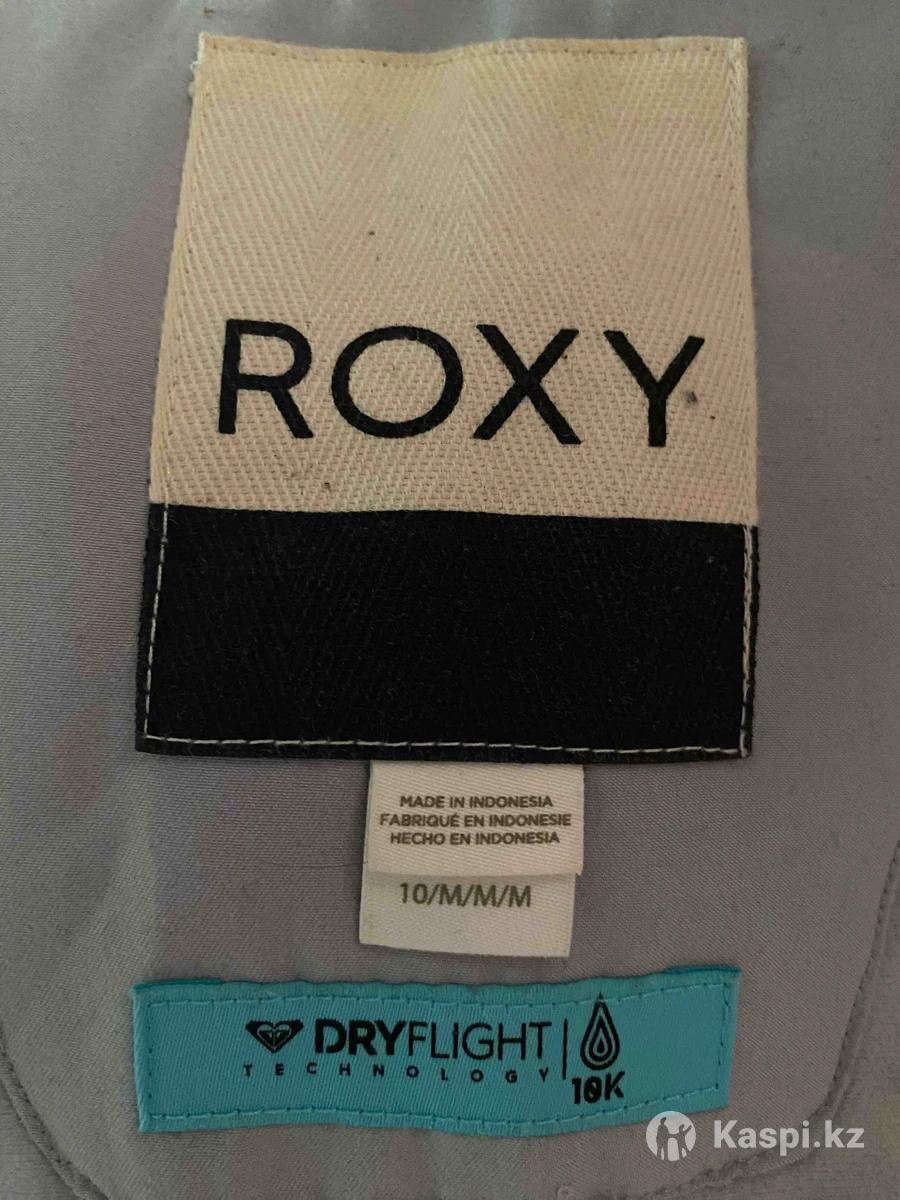 ROXY
MADE IN INDONESIA
FABRIQUÉ EN INDONESIE
HECHO EN INDONESIA
10/M/M/M
DRYFLIGHT
TECHNOLOGY
10K
Kaspi.kz